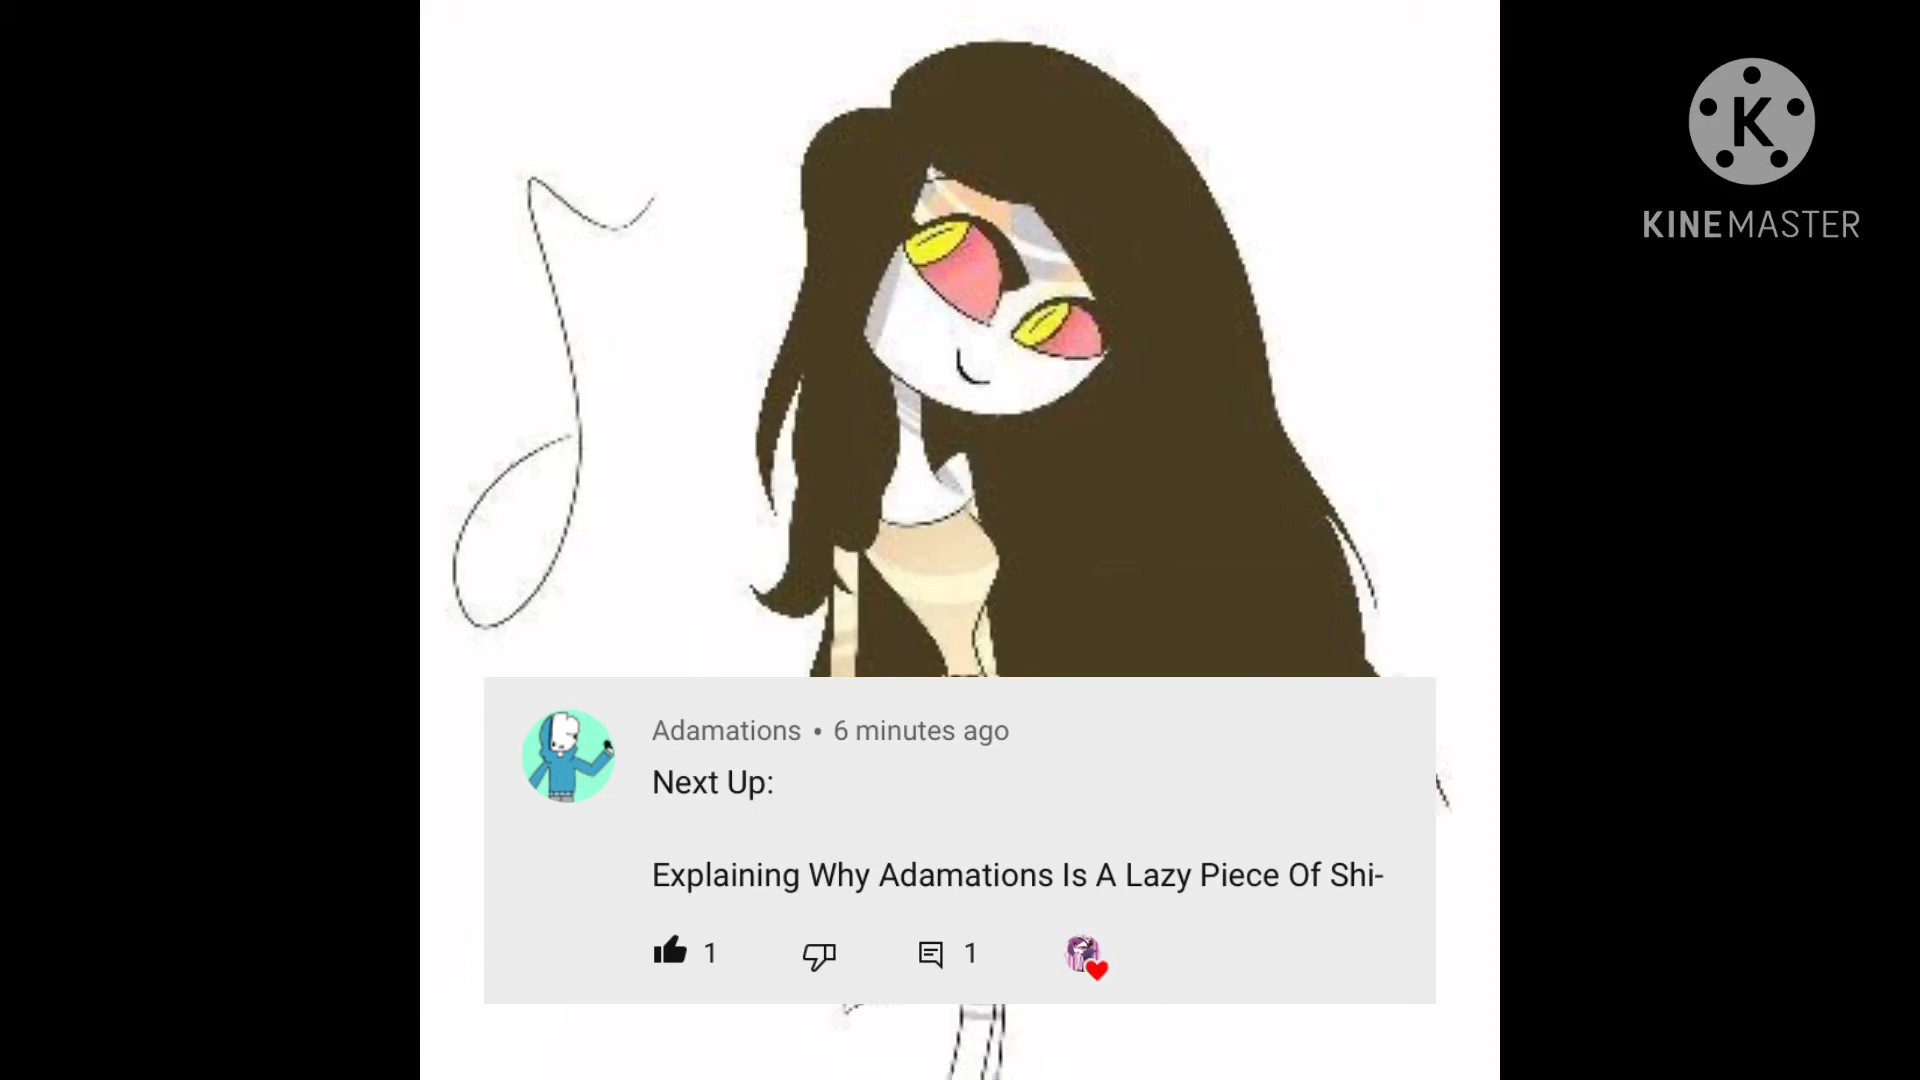 K
KINEMASTER
Adamations • 6 minutes ago
Next Up:
Explaining Why Adamations Is A Lazy Piece Of Shi-
1
1